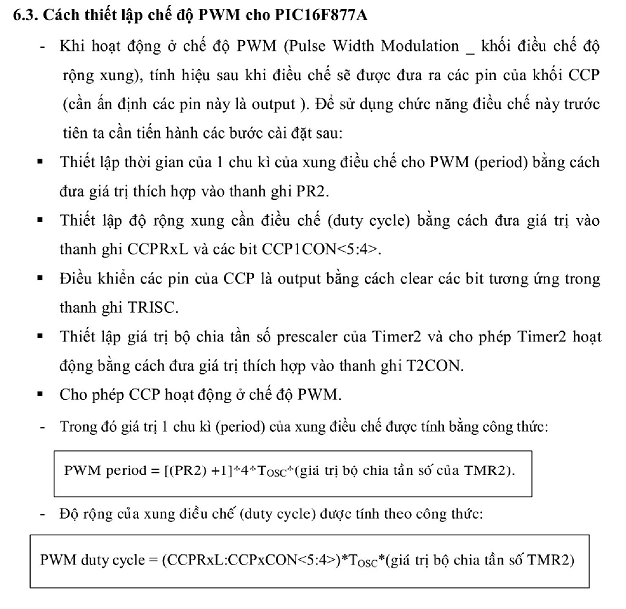 6.3. Cách thiết lập chế độ PWM cho PIC16F877A
- Khi hoạt động ở chế độ PWM (Pulse Width Modulation _ khối điều chế độ
rộng xung), tính hiệu sau khi điều chế sẽ được đưa ra các pin của khối CCP
(cần ấn định các pin này là output ). Để sử dụng chức năng điều chế này trước
tiên ta cần tiến hành các bước cài đặt sau:
▪ Thiết lập thời gian của 1 chu kì của xung điều chế cho PWM (period) bằng cách
đưa giá trị thích hợp vào thanh ghi PR2.
▪ Thiết lập độ rộng xung cần điều chế (duty cycle) bằng cách đưa giá trị vào
thanh ghi CCPRxL và các bit CCP1CON<5:4>.
▪ Điều khiển các pin của CCP là output bằng cách clear các bit tương ứng trong
thanh ghi TRISC.
▪ Thiết lập giá trị bộ chia tần số prescaler của Timer2 và cho phép Timer2 hoạt
động bằng cách đưa giá trị thích hợp vào thanh ghi T2CON.
▪ Cho phép CCP hoạt động ở chế độ PWM.
- Trong đó giá trị 1 chu kì (period) của xung điều chế được tính bằng công thức:
PWM period = [(PR2) +1]*4*TOSC*(giá trị bộ chia tần số của TMR2).
- Độ rộng của xung điều chế (duty cycle) được tính theo công thức:
PWM duty cycle = (CCPRxL:CCPxCON<5:4>)*TOSC*(giá trị bộ chia tần số TMR2)